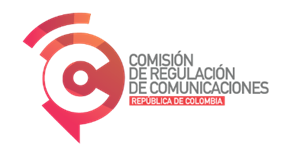 COMISIÓN
DE REGULACIÓN
DE COMUNICACIONES
REPÚBLICA DE COLOMBIA